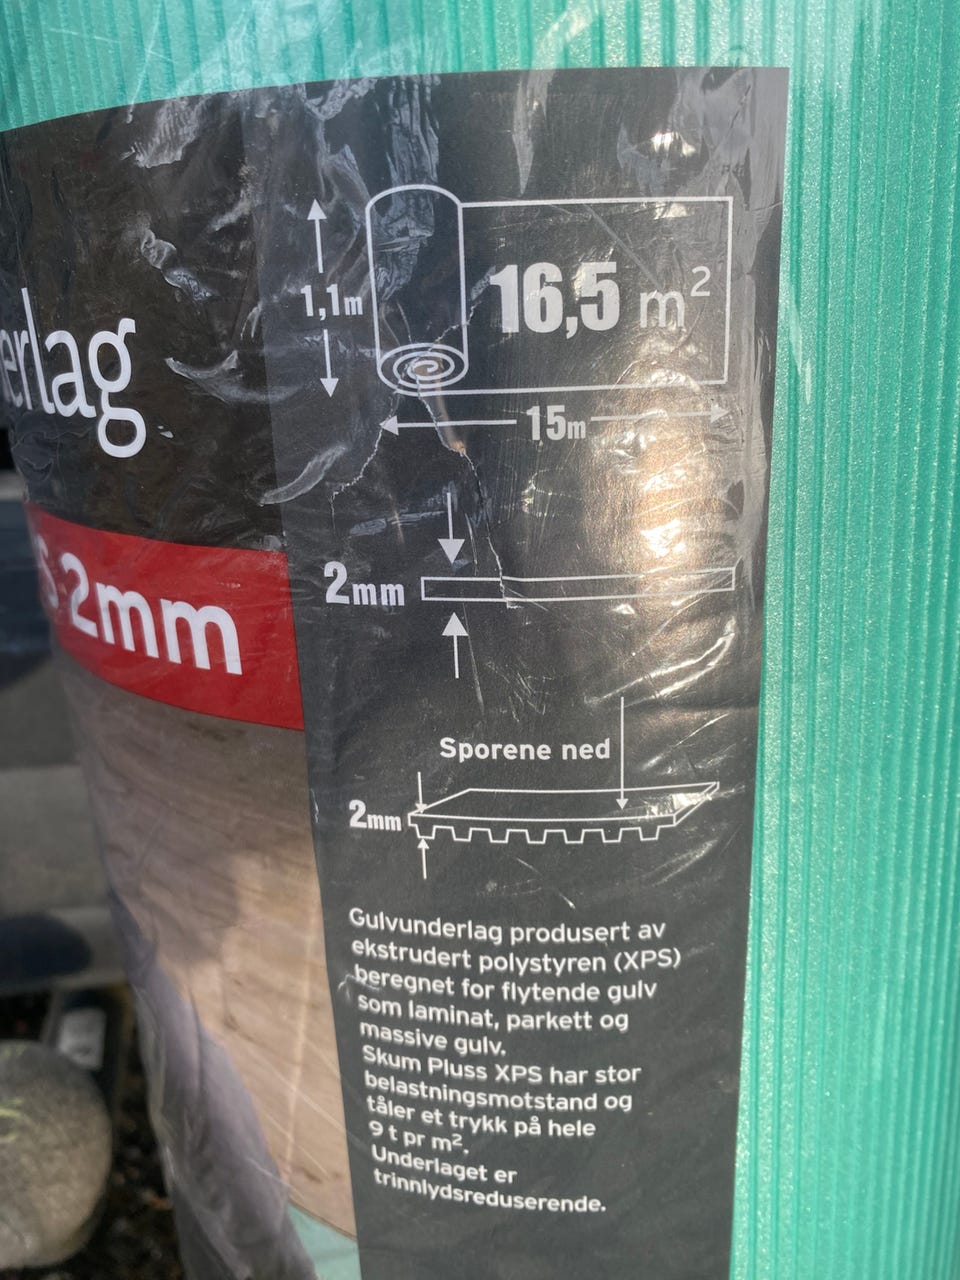 1,1m
16,5 m²
15m
2mm
2mm
Sporene ned
2mm
Gulvunderlag produsert av
ekstrudert polystyren (XPS)
beregnet for flytende gulv
som laminat, parkett og
massive gulv.
Skum Pluss XPS har stor
belastningsmotstand og
tåler et trykk på hele
9 t pr m².
Underlaget er
trinnlydsreduserende.